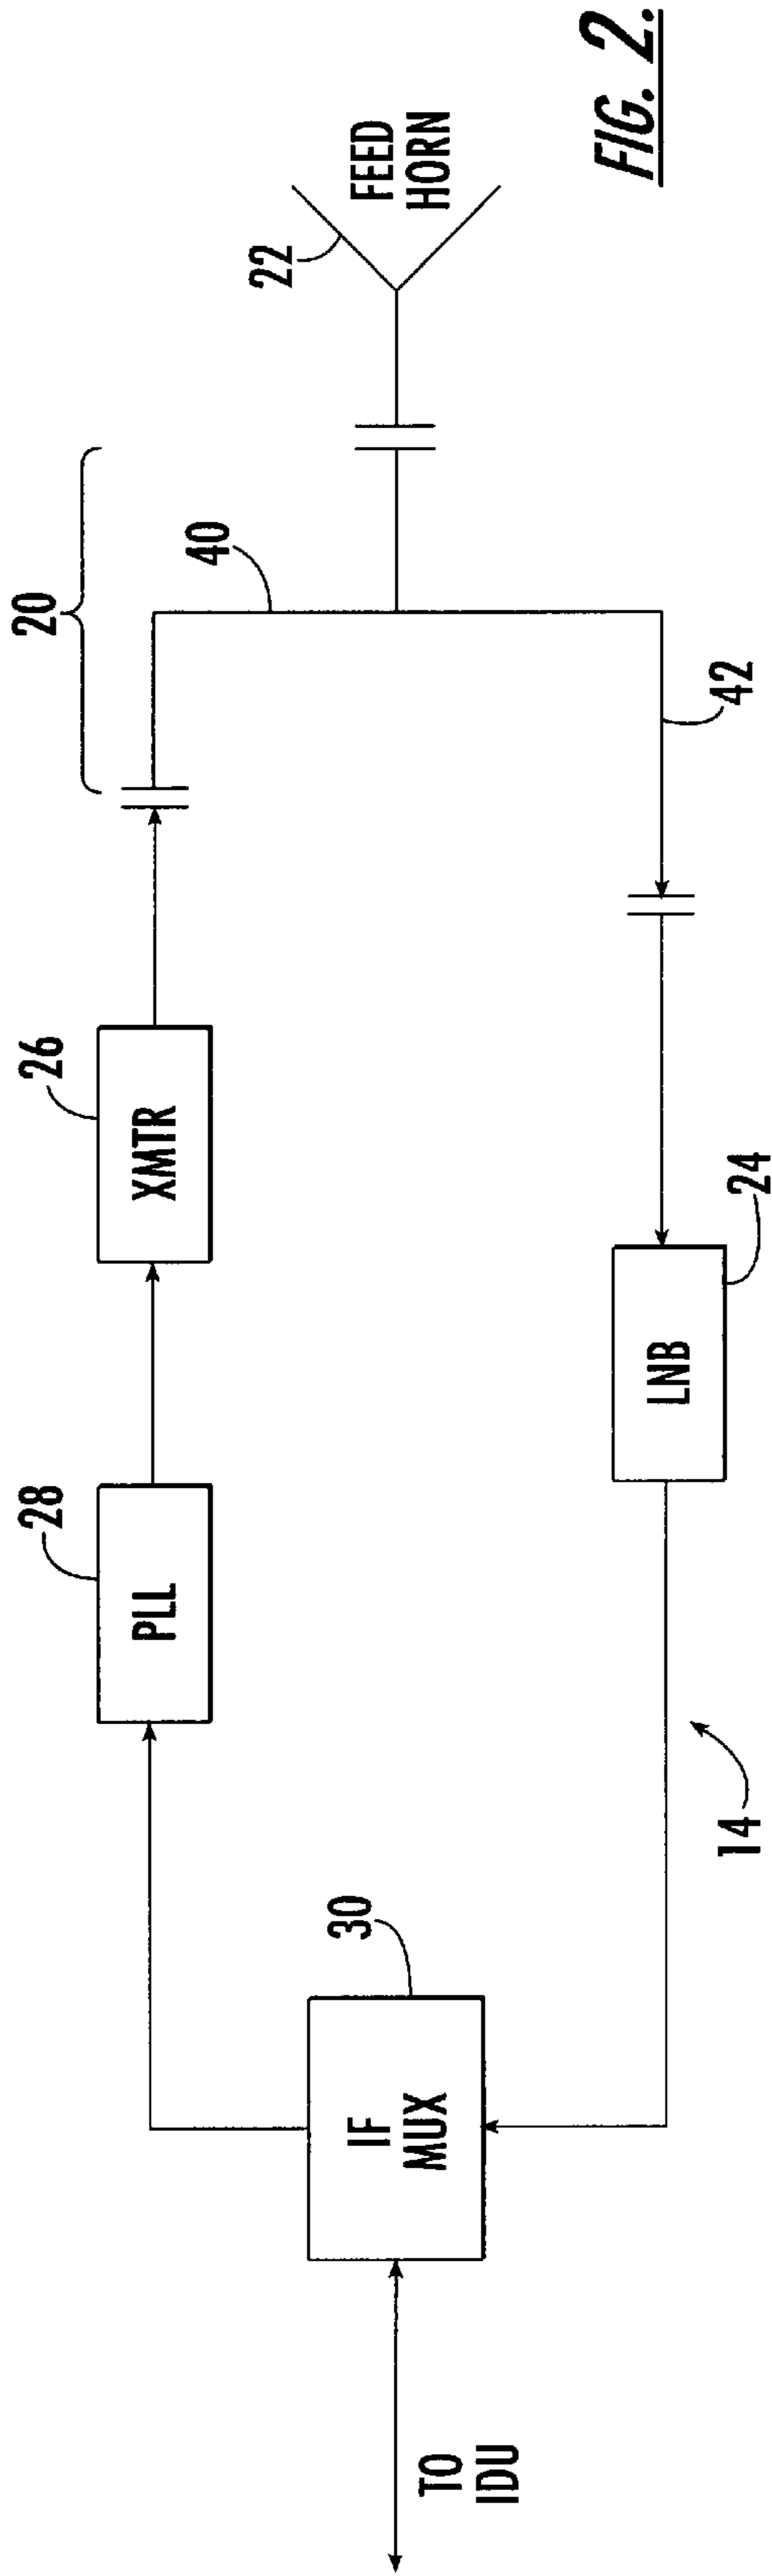 20
40
22
FEED
HORN
26
XMTR
28
PLL
30
IF
MUX
TO
IDU
LNB
24
42
14
FIG. 2.